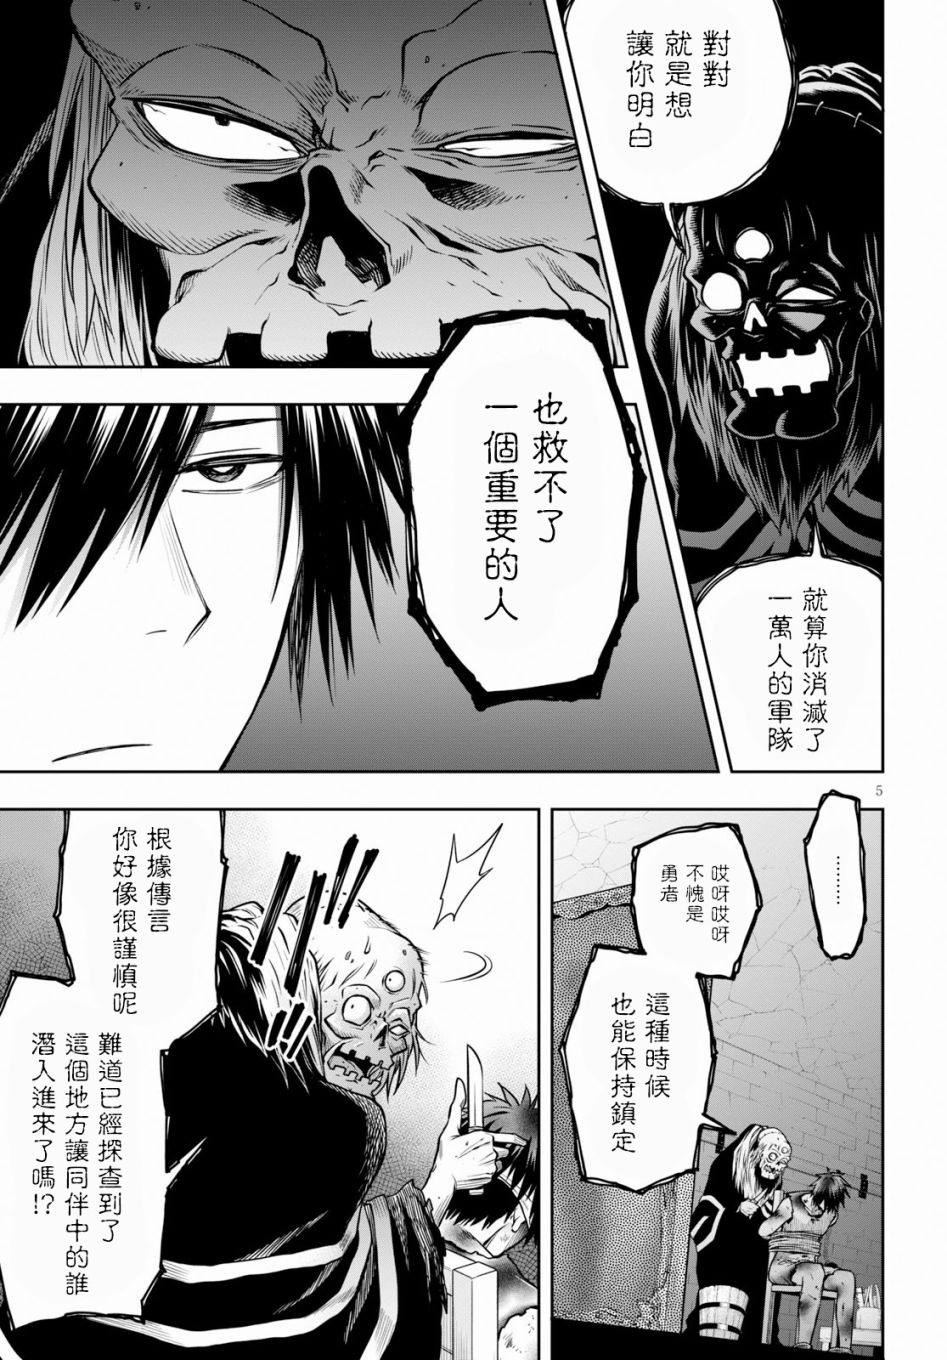 對對
就是想
讓你明白
就算你消滅了
一萬人的軍隊
也救不了
一個重要的人
5
………
哎呀哎呀
不愧是
勇者
這種時候
也能保持鎮定
根據傳言
你好像很謹慎呢
難道已經探查到了
這個地方讓同伴中的誰
潛入進來了嗎!?